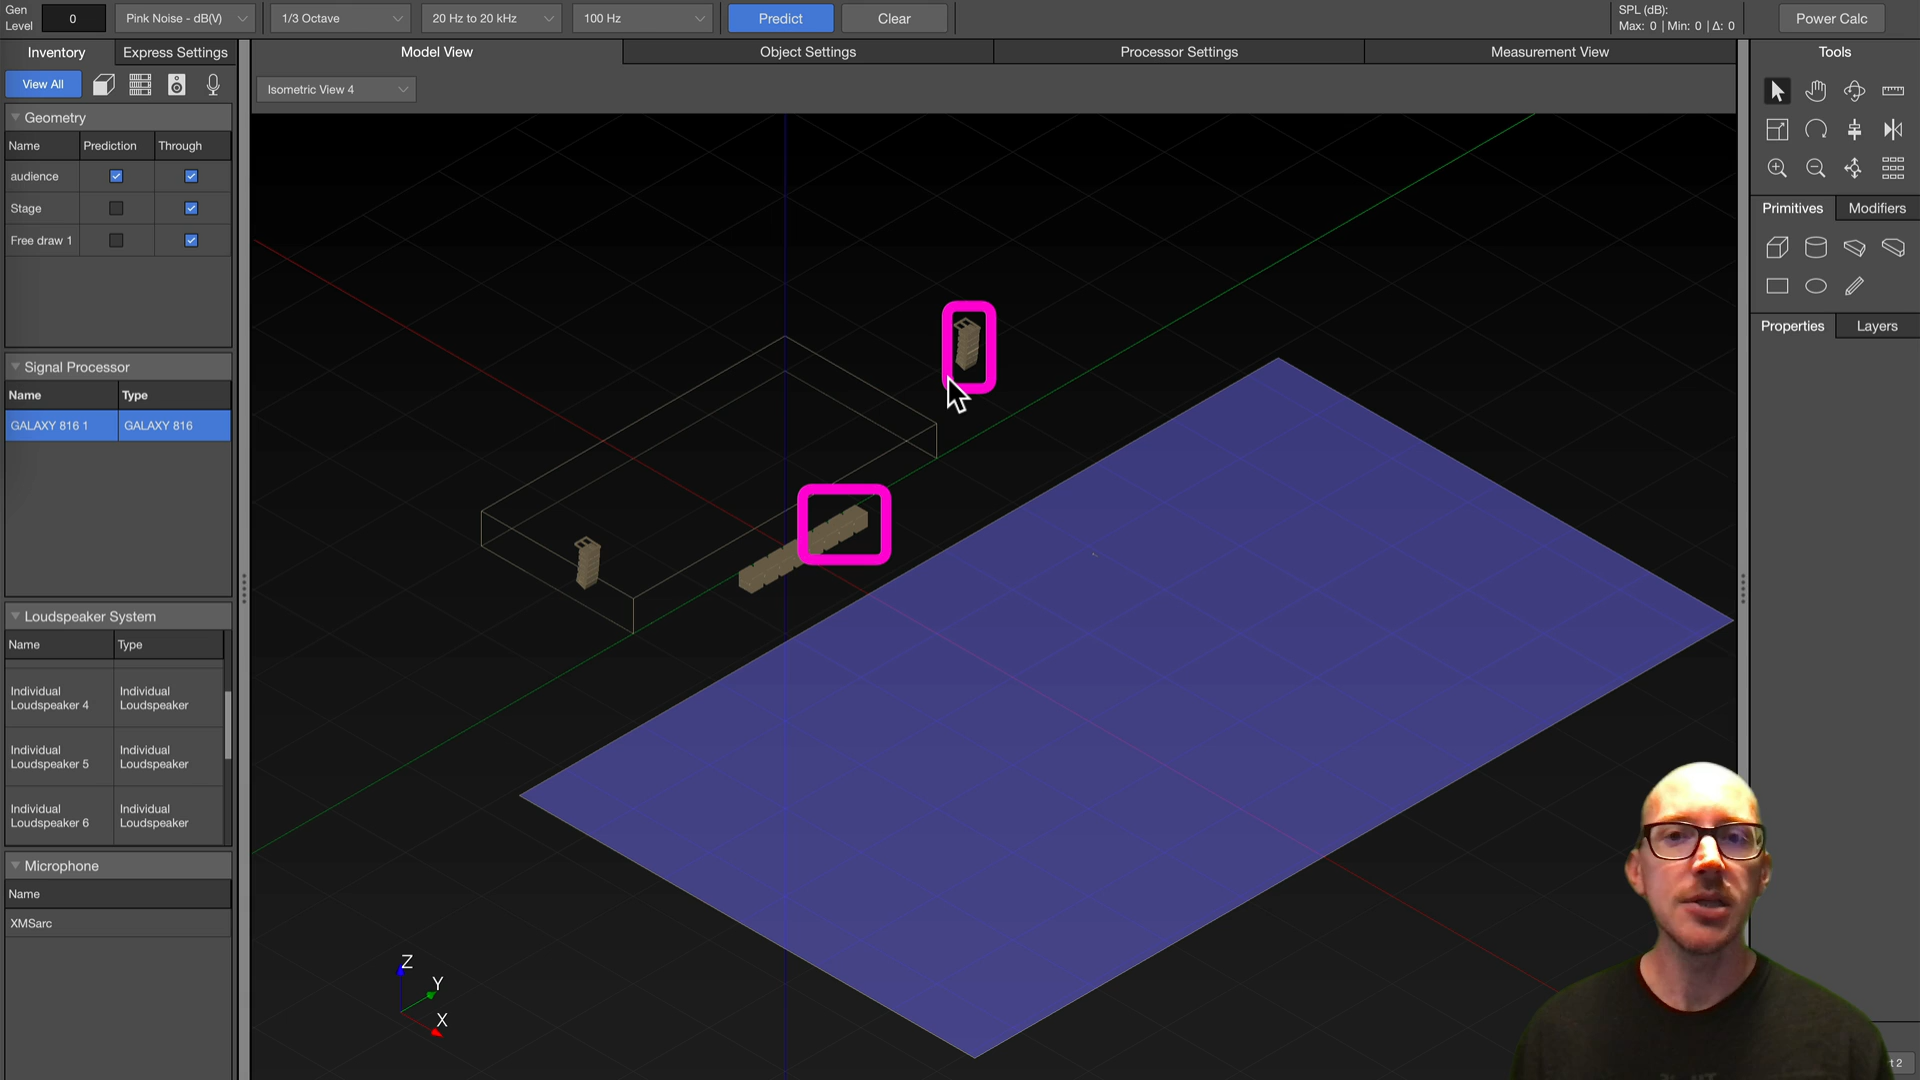 Gen
Level
0
Pink Noise - dB(V)
1/3 Octave
20 Hz to 20 kHz
100 Hz
Predict
Clear
SPL (dB):
Max: 0 | Min: 0 | Δ: 0
Power Calc
Inventory
Express Settings
Model View
Object Settings
Processor Settings
Measurement View
Tools
View All
Isometric View 4
Geometry
Name Prediction Through
audience
Stage
Free draw 1
Primitives
Modifiers
Properties
Layers
Signal Processor
Name Type
GALAXY 816 1 GALAXY 816
Loudspeaker System
Name Type
Individual
Loudspeaker 4
Individual
Loudspeaker
Individual
Loudspeaker 5
Individual
Loudspeaker
Individual
Loudspeaker 6
Individual
Loudspeaker
Microphone
Name
XMSarc
Z
Y
X